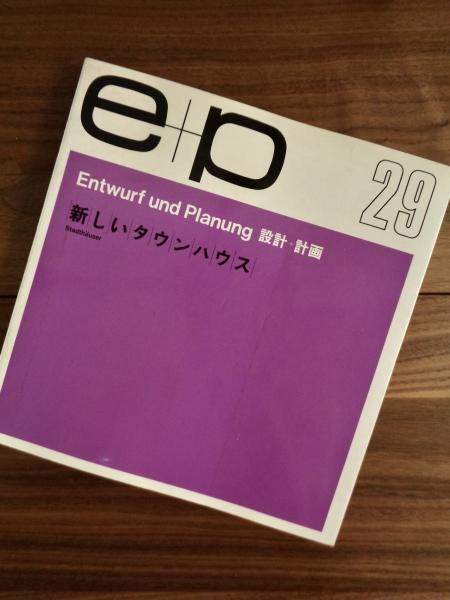 e+p
29
Entwurf und Planung 設計・計画
新しいタウンハウス
Stadthäuser